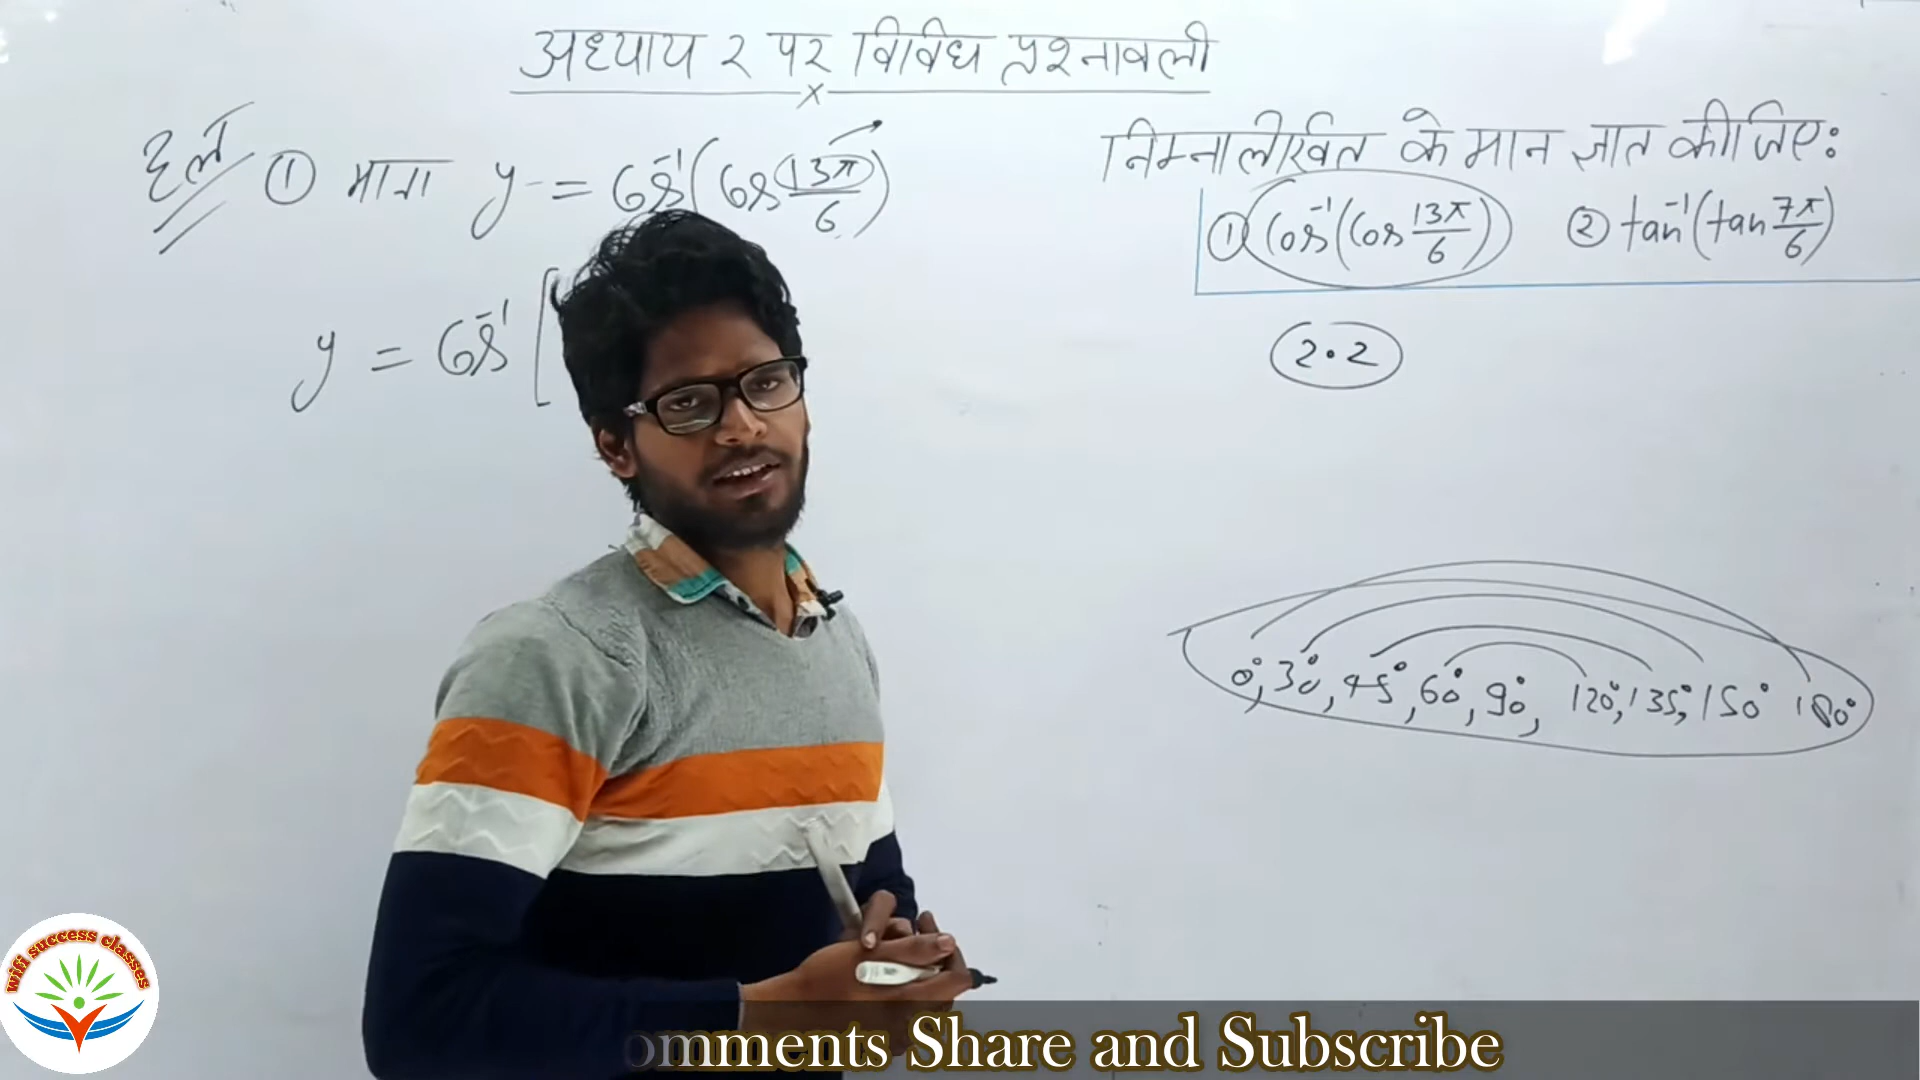 अध्याय २ पर विविध प्रश्नावली
हल ① माना y = cos⁻¹(cos 13π/6)
y = cos⁻¹[
निम्नलिखित के मान ज्ञात कीजिए:
① cos⁻¹(cos 13π/6) ② tan⁻¹(tan 7π/6)
2.2
0°, 30°, 45°, 60°, 90°, 120°, 135°, 150° 180°
wifi success classes
omments Share and Subscribe